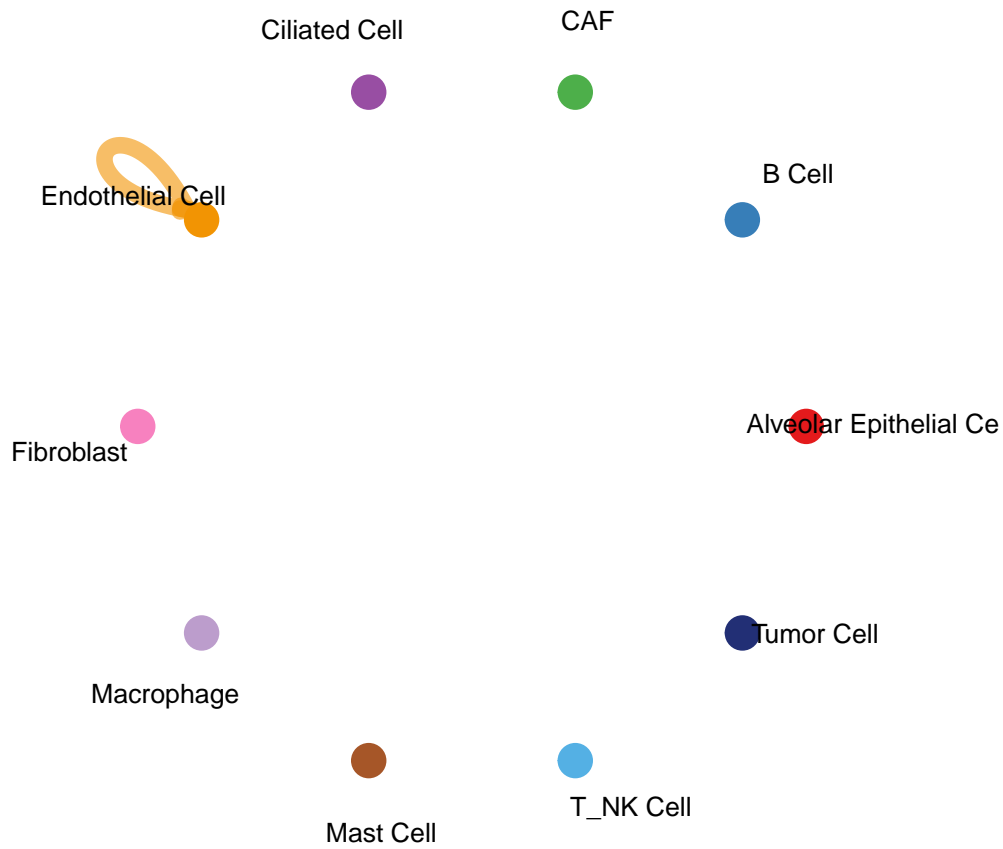 CAF
Ciliated Cell
B Cell
Endothelial Cell
Alveolar Epithelial Ce
Fibroblast
Tumor Cell
Macrophage
T_NK Cell
Mast Cell